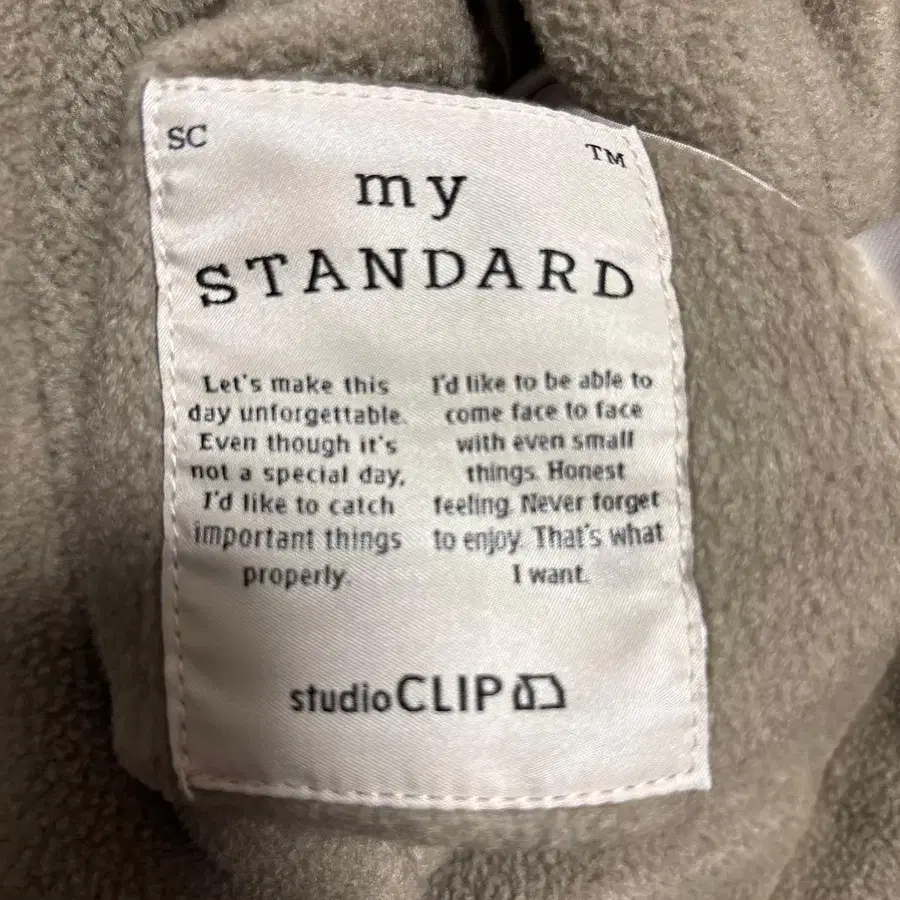 SC
TM
my
STANDARD
Let's make this
day unforgettable.
Even though it's
not a special day,
I'd like to catch
important things
properly.
I'd like to be able to
come face to face
with even small
things. Honest
feeling. Never forget
to enjoy. That's what
I want.
studioCLIP